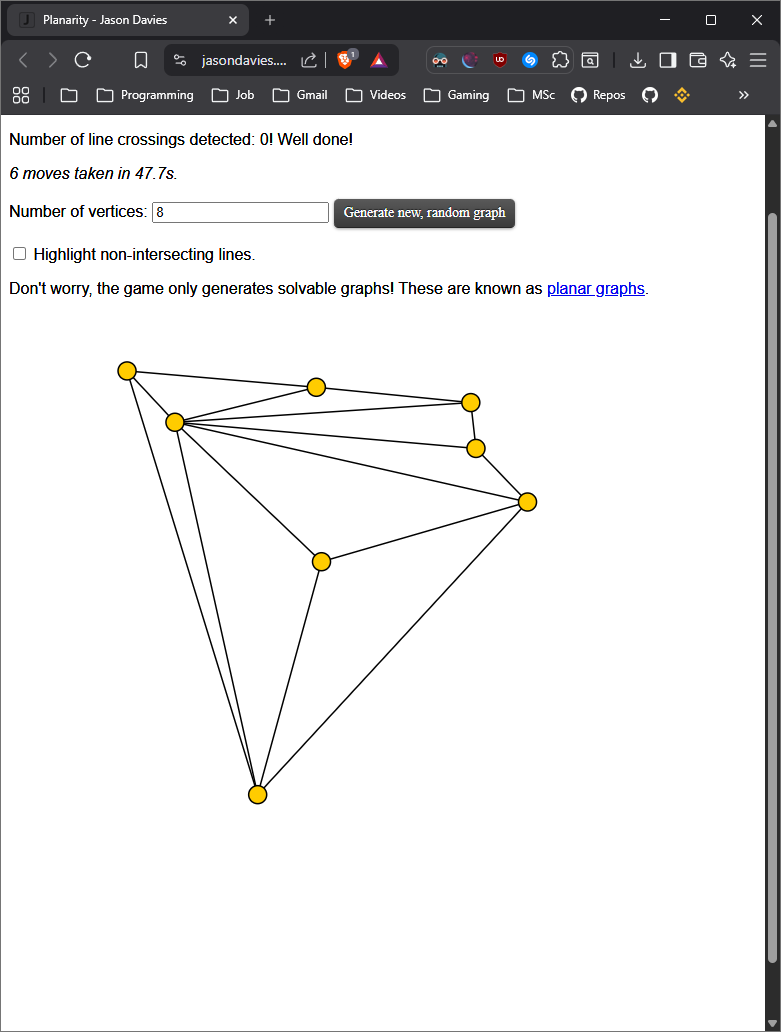 Planarity - Jason Davies
jasondavies....
1
UD
Programming
Job
Gmail
Videos
Gaming
MSc
Repos
Number of line crossings detected: 0! Well done!
6 moves taken in 47.7s.
Number of vertices: 8 Generate new, random graph
Highlight non-intersecting lines.
Don't worry, the game only generates solvable graphs! These are known as planar graphs.